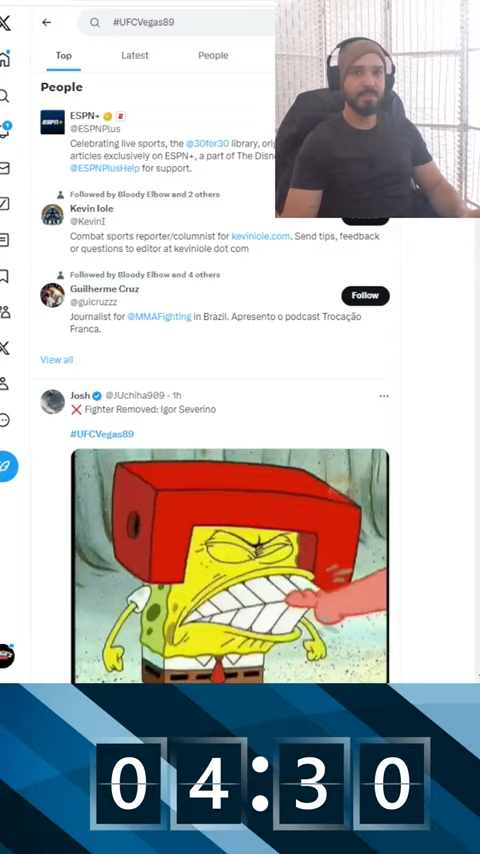 #UFCVegas89
Top
Latest
People
People
ESPN+
@ESPNPlus
Celebrating live sports, the @30for30 library,
articles exclusively on ESPN+, a part of The
@ESPNPlusHelp for support.
Followed by Bloody Elbow and 2 others
Kevin Iole
@KevinI
Combat sports reporter/columnist for keviniole.com. Send tips, feedback
or questions to editor at keviniole dot com
Followed by Bloody Elbow and 4 others
Guilherme Cruz
@guicruzzz
Follow
Journalist for @MMAFighting in Brazil. Apresento o podcast Trocação
Franca.
View all
Josh @JUchiha909 · 1h
❌ Fighter Removed: Igor Severino
#UFCVegas89
04:30